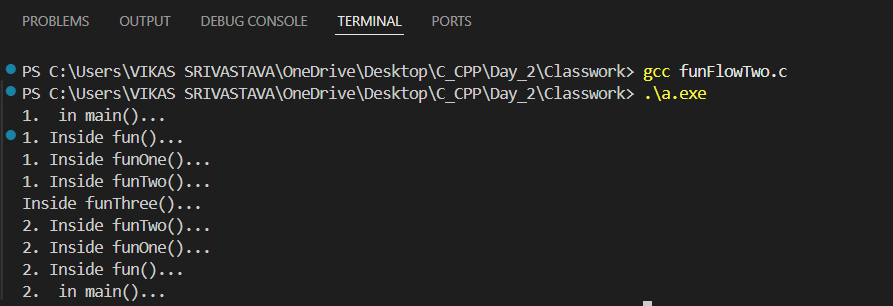 PROBLEMS OUTPUT DEBUG CONSOLE TERMINAL PORTS
PS C:\Users\VIKAS SRIVASTAVA\OneDrive\Desktop\C_CPP\Day_2\Classwork> gcc funFlowTwo.c
PS C:\Users\VIKAS SRIVASTAVA\OneDrive\Desktop\C_CPP\Day_2\Classwork> .\a.exe
1.  in main()...
1. Inside fun()...
1. Inside funOne()...
1. Inside funTwo()...
Inside funThree()...
2. Inside funTwo()...
2. Inside funOne()...
2. Inside fun()...
2.  in main()...